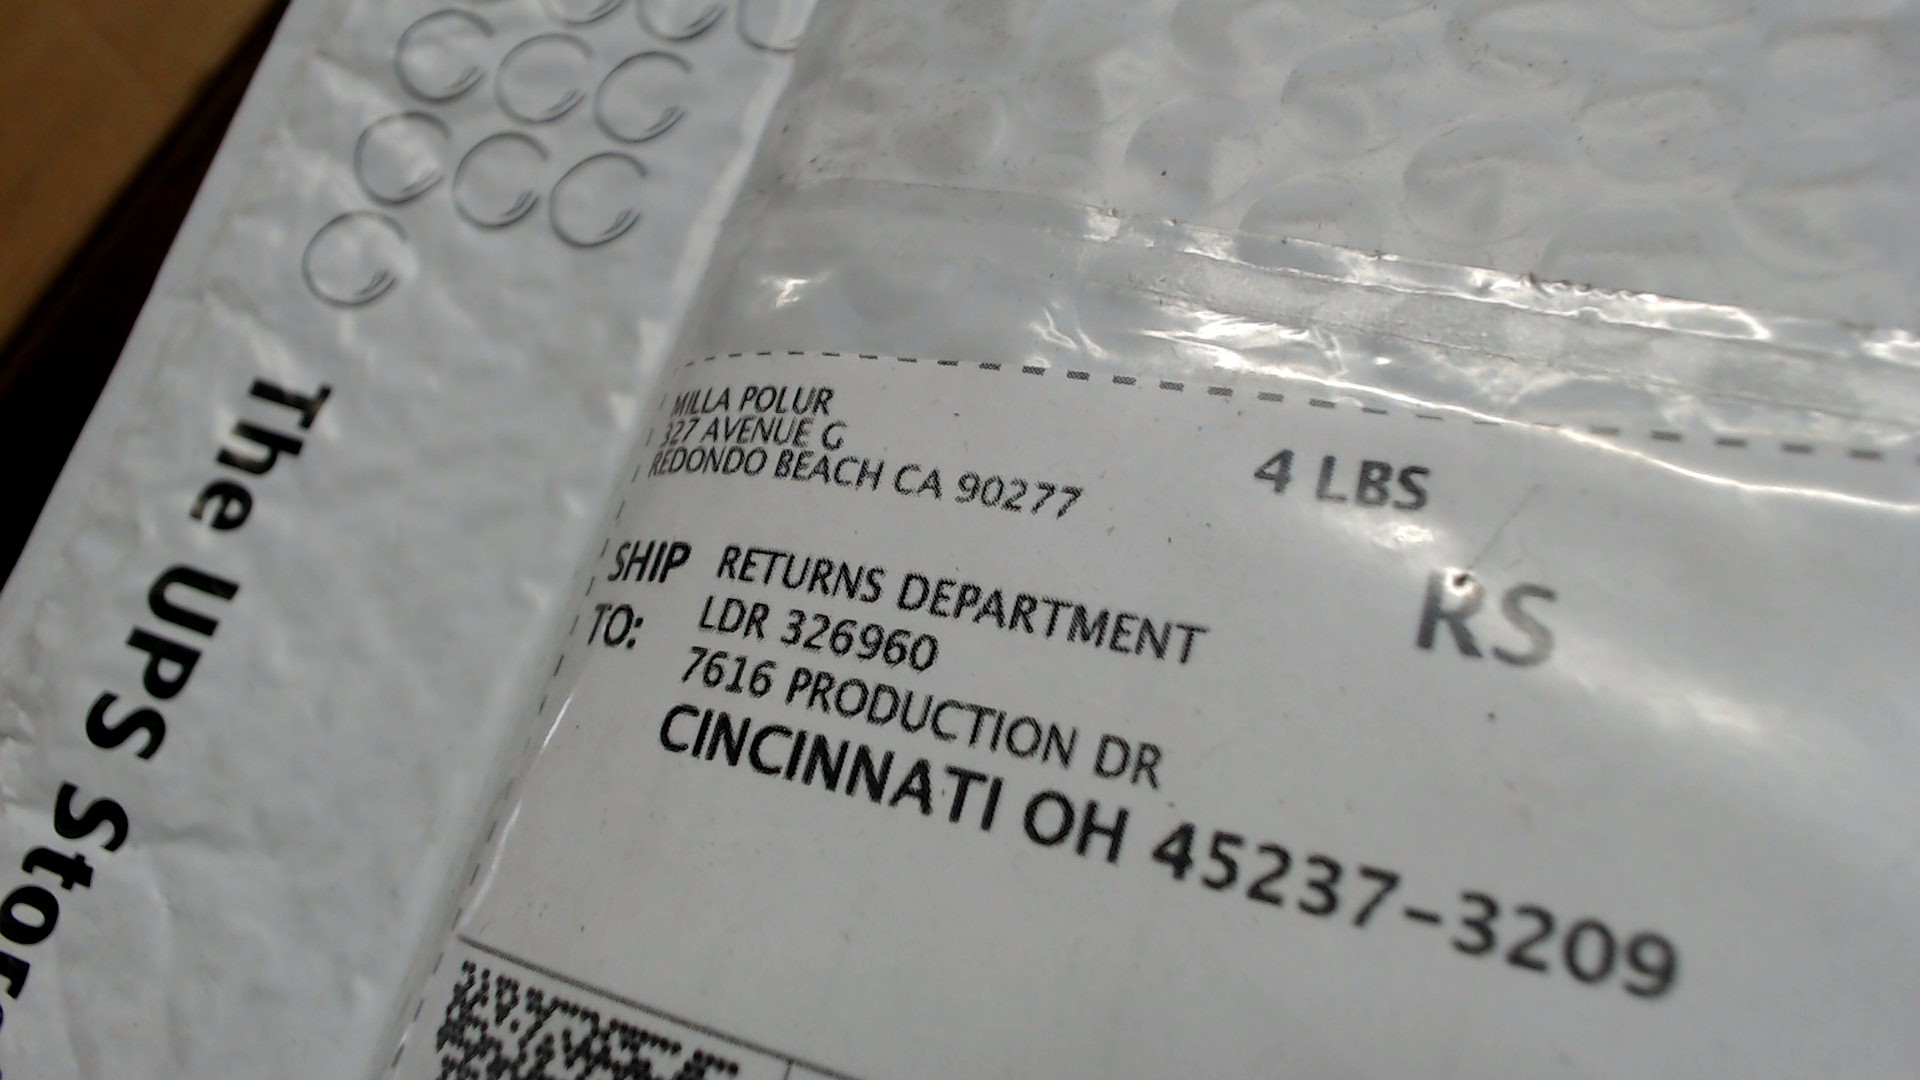 The UPS Store
MILLA POLUR
327 AVENUE G
REDONDO BEACH CA 90277
4 LBS
RS
SHIP TO:
RETURNS DEPARTMENT
LDR 326960
7616 PRODUCTION DR
CINCINNATI OH 45237-3209